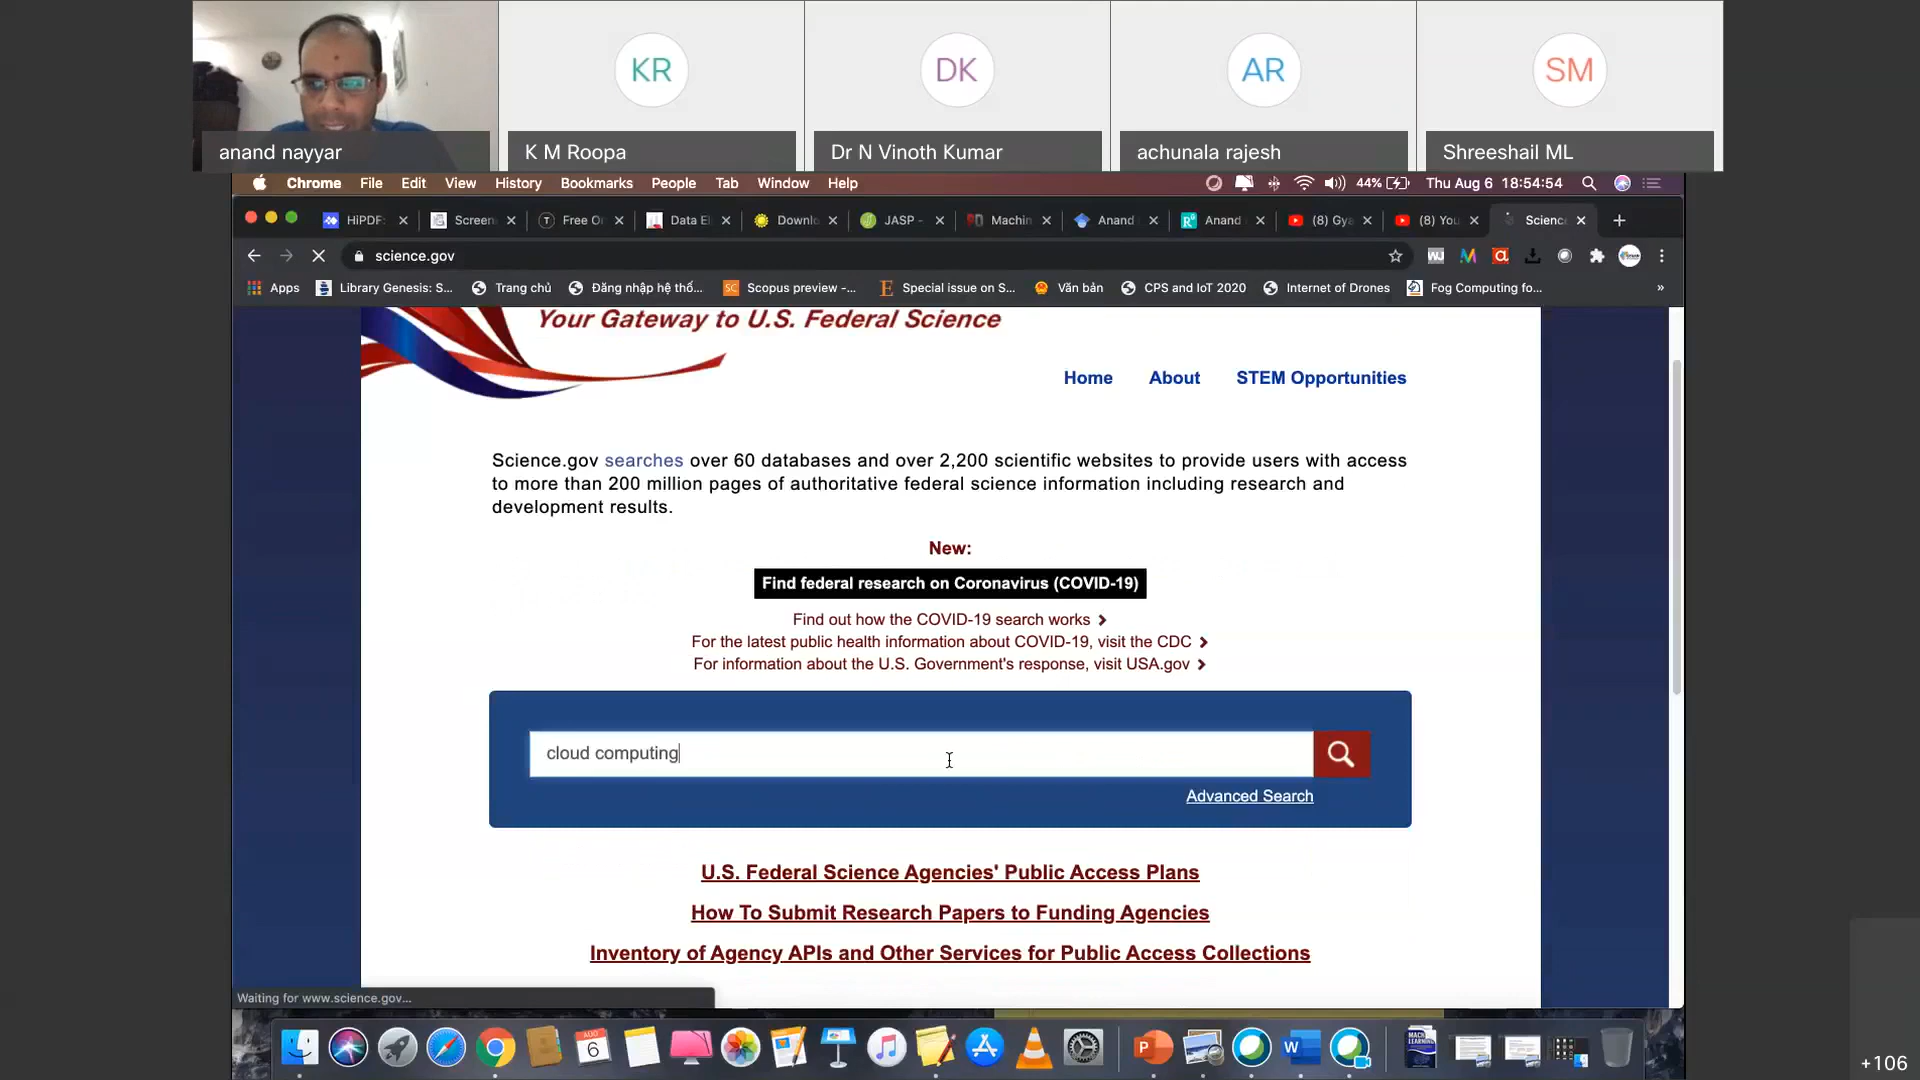 KR
DK
AR
SM
anand nayyar
K M Roopa
Dr N Vinoth Kumar
achunala rajesh
Shreeshail ML
Chrome File Edit View History Bookmarks People Tab Window Help
44% Thu Aug 6 18:54:54
HiPDF:
Screen
Free O
Data E
Downlo
JASP -
Machin
Anand
Anand
(8) Gya
(8) You
Scienc
science.gov
Apps
Library Genesis: S...
Trang chủ
Đăng nhập hệ thố...
Scopus preview -...
Special issue on S...
Văn bản
CPS and IoT 2020
Internet of Drones
Fog Computing fo...
»
Your Gateway to U.S. Federal Science
Home About STEM Opportunities
Science.gov searches over 60 databases and over 2,200 scientific websites to provide users with access
to more than 200 million pages of authoritative federal science information including research and
development results.
New:
Find federal research on Coronavirus (COVID-19)
Find out how the COVID-19 search works
For the latest public health information about COVID-19, visit the CDC
For information about the U.S. Government's response, visit USA.gov
cloud computing
Advanced Search
U.S. Federal Science Agencies' Public Access Plans
How To Submit Research Papers to Funding Agencies
Inventory of Agency APIs and Other Services for Public Access Collections
Waiting for www.science.gov...
AUG
6
P
W
+106